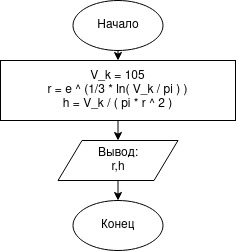 Начало
V_k = 105
r = e ^ (1/3 * ln( V_k / pi ) )
h = V_k / ( pi * r ^ 2 )
Вывод:
r,h
Конец